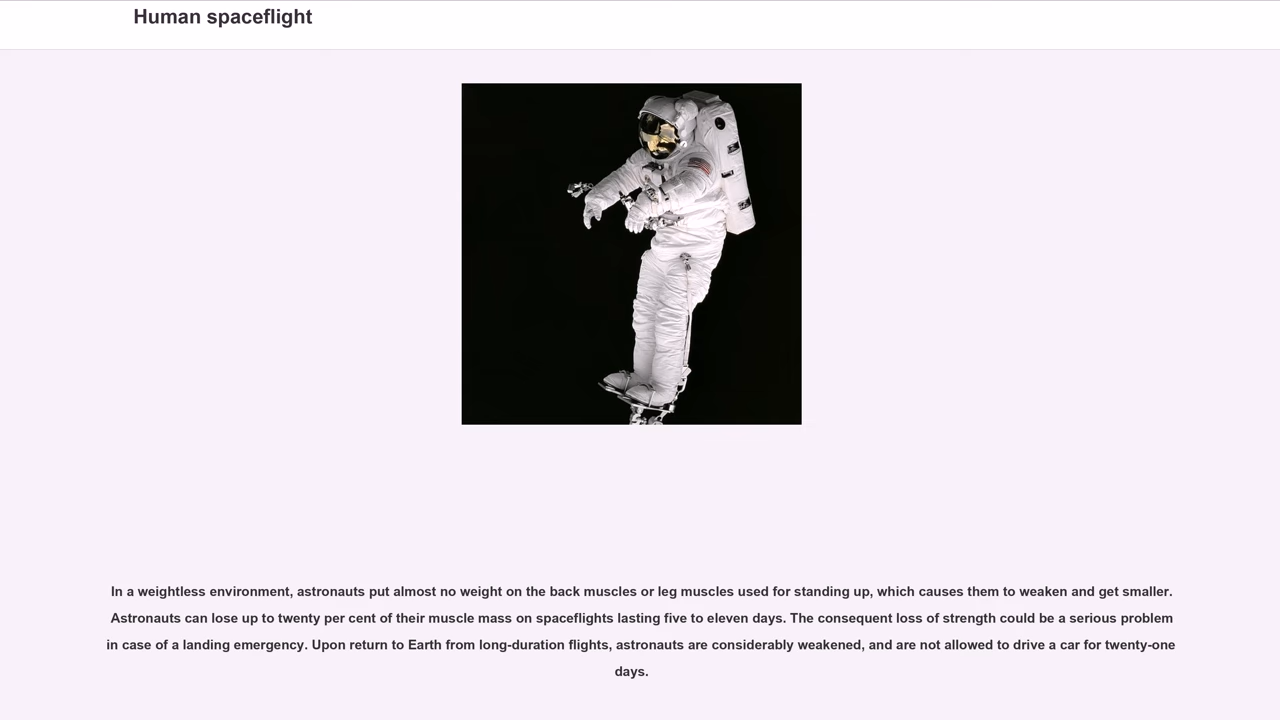 Human spaceflight
In a weightless environment, astronauts put almost no weight on the back muscles or leg muscles used for standing up, which causes them to weaken and get smaller.
Astronauts can lose up to twenty per cent of their muscle mass on spaceflights lasting five to eleven days. The consequent loss of strength could be a serious problem
in case of a landing emergency. Upon return to Earth from long-duration flights, astronauts are considerably weakened, and are not allowed to drive a car for twenty-one
days.